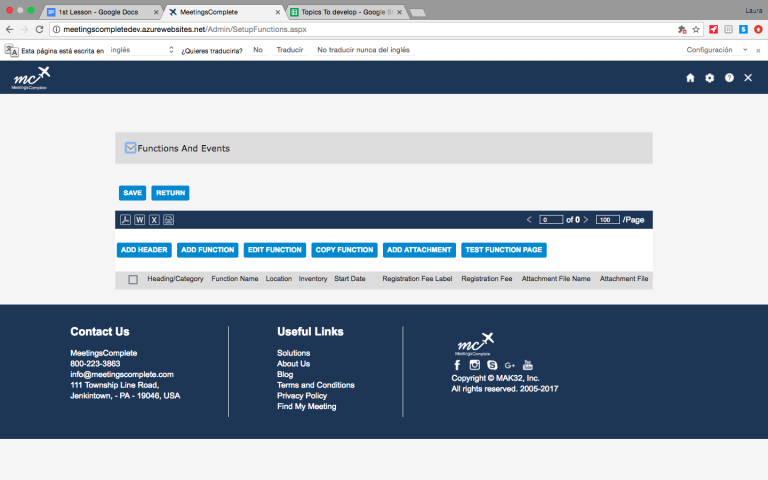 1st Lesson - Google Docs
MeetingsComplete
Topics To develop - Google
Laura
meetingscompletedev.azurewebsites.net/Admin/SetupFunctions.aspx
Esta página está escrita en inglés ¿Quieres traducirla? No Traducir No traducir nunca del inglés Configuración
mc
MeetingsComplete
Functions And Events
SAVE RETURN
0 of 0 100 /Page
ADD HEADER ADD FUNCTION EDIT FUNCTION COPY FUNCTION ADD ATTACHMENT TEST FUNCTION PAGE
Heading/Category Function Name Location Inventory Start Date Registration Fee Label Registration Fee Attachment File Name Attachment File
Contact Us
MeetingsComplete
800-223-3863
info@meetingscomplete.com
111 Township Line Road,
Jenkintown, - PA - 19046, USA
Useful Links
Solutions
About Us
Blog
Terms and Conditions
Privacy Policy
Find My Meeting
mc
MeetingsComplete
Copyright © MAK32, Inc.
All rights reserved. 2005-2017